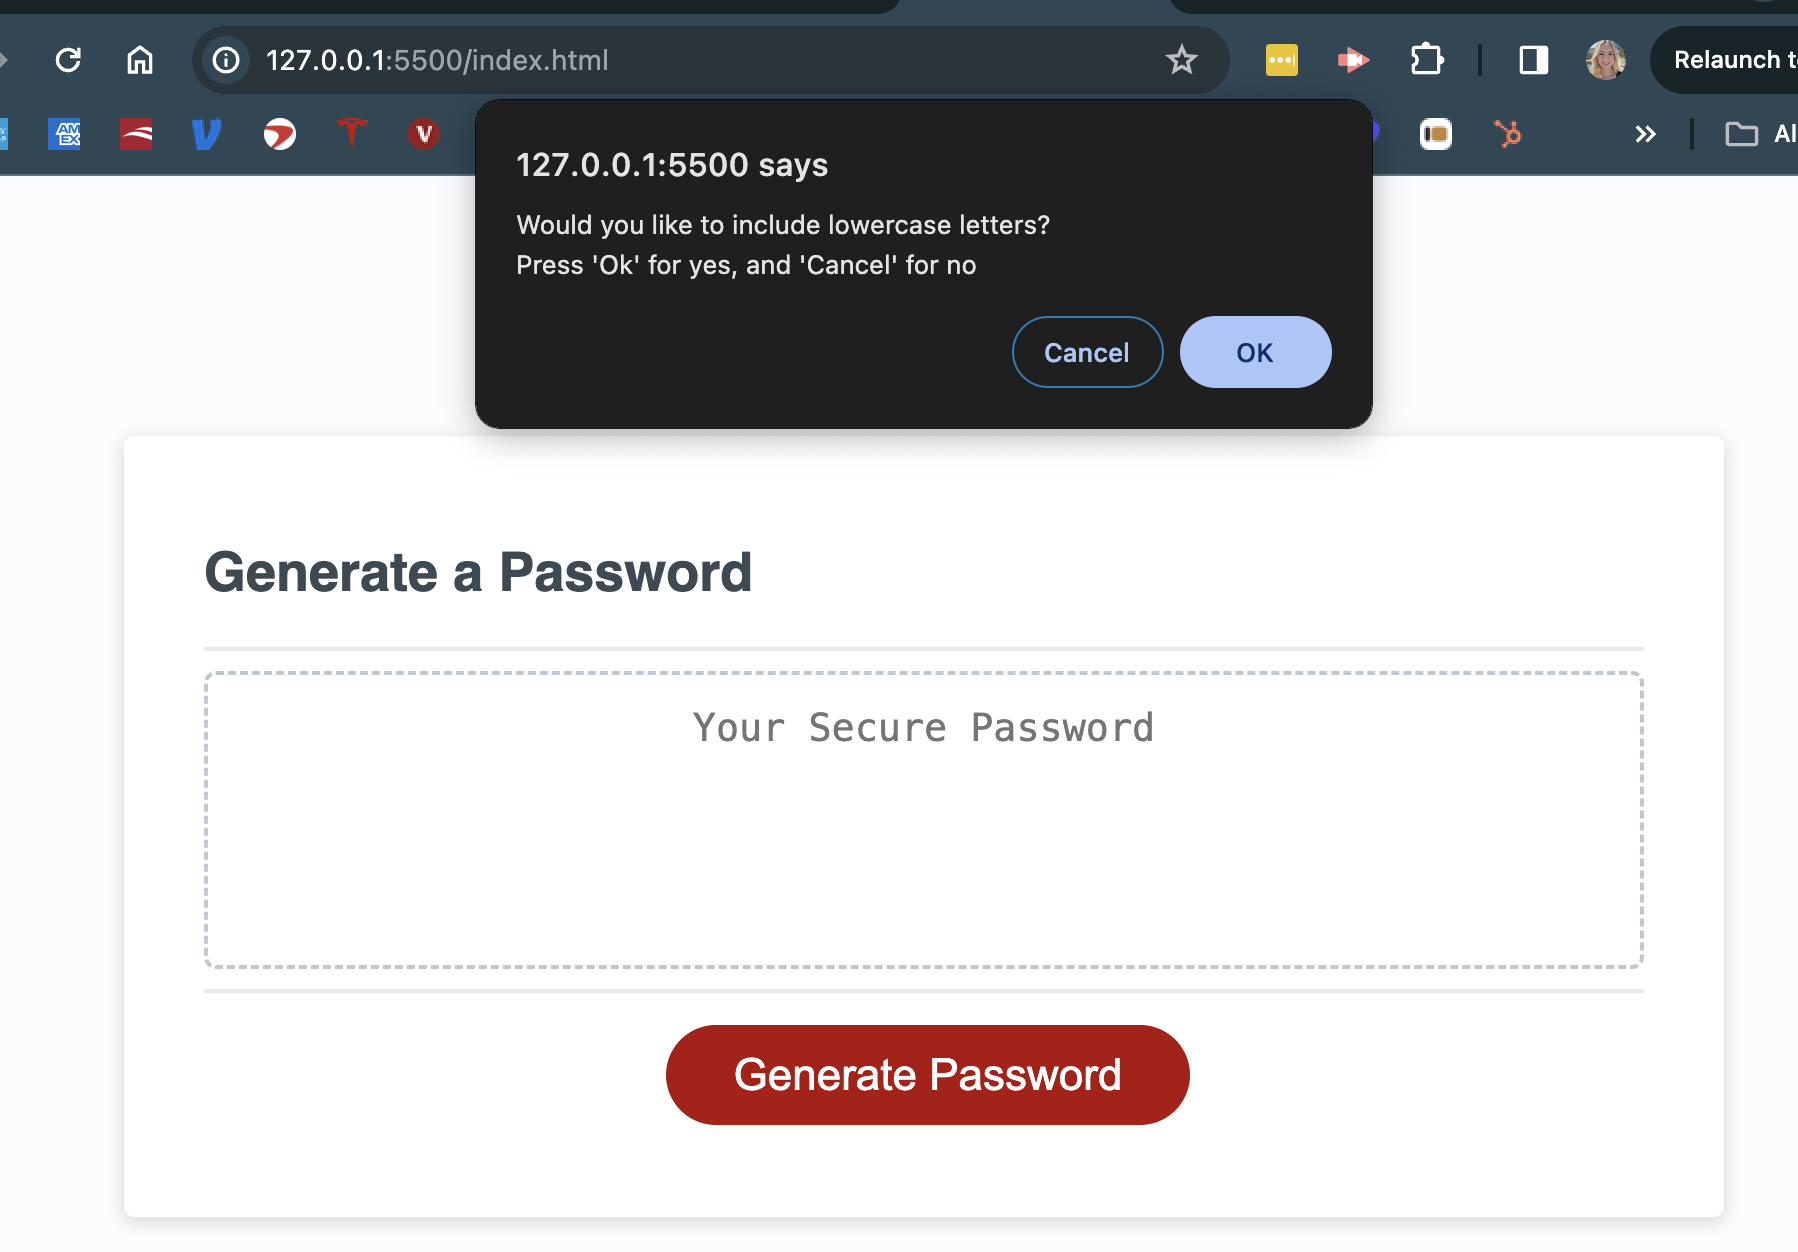 127.0.0.1:5500/index.html
Relaunch t
AM
EX
V
Al
127.0.0.1:5500 says
Would you like to include lowercase letters?
Press 'Ok' for yes, and 'Cancel' for no
Cancel
OK
Generate a Password
Your Secure Password
Generate Password